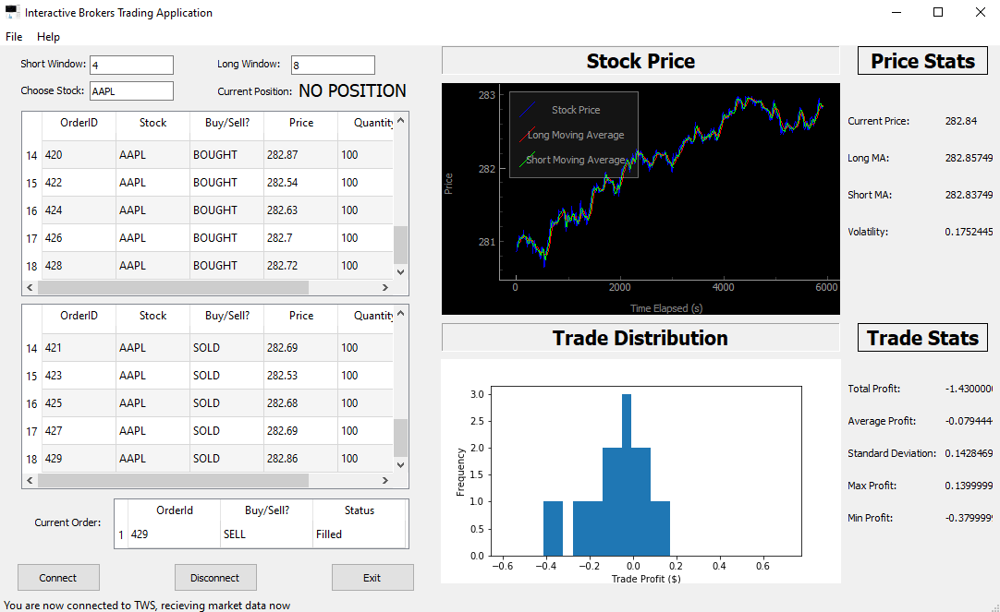 Interactive Brokers Trading Application
File Help
Short Window: 4 Long Window: 8
Choose Stock: AAPL Current Position: NO POSITION
OrderID Stock Buy/Sell? Price Quantity
14 420 AAPL BOUGHT 282.87 100
15 422 AAPL BOUGHT 282.54 100
16 424 AAPL BOUGHT 282.63 100
17 426 AAPL BOUGHT 282.7 100
18 428 AAPL BOUGHT 282.72 100
OrderID Stock Buy/Sell? Price Quantity
14 421 AAPL SOLD 282.69 100
15 423 AAPL SOLD 282.53 100
16 425 AAPL SOLD 282.68 100
17 427 AAPL SOLD 282.69 100
18 429 AAPL SOLD 282.86 100
Current Order:
OrderId Buy/Sell? Status
1 429 SELL Filled
Connect Disconnect Exit
You are now connected to TWS, recieving market data now
Stock Price
283
282
281
Price
Stock Price
Long Moving Average
Short Moving Average
0 2000 4000 6000
Time Elapsed (s)
Trade Distribution
3.0
2.5
2.0
1.5
1.0
0.5
0.0
Frequency
−0.6 −0.4 −0.2 0.0 0.2 0.4 0.6
Trade Profit ($)
Price Stats
Current Price: 282.84
Long MA: 282.85749
Short MA: 282.83749
Volatility: 0.1752445
Trade Stats
Total Profit: -1.430000
Average Profit: -0.079444
Standard Deviation: 0.1428469
Max Profit: 0.1399999
Min Profit: -0.379999